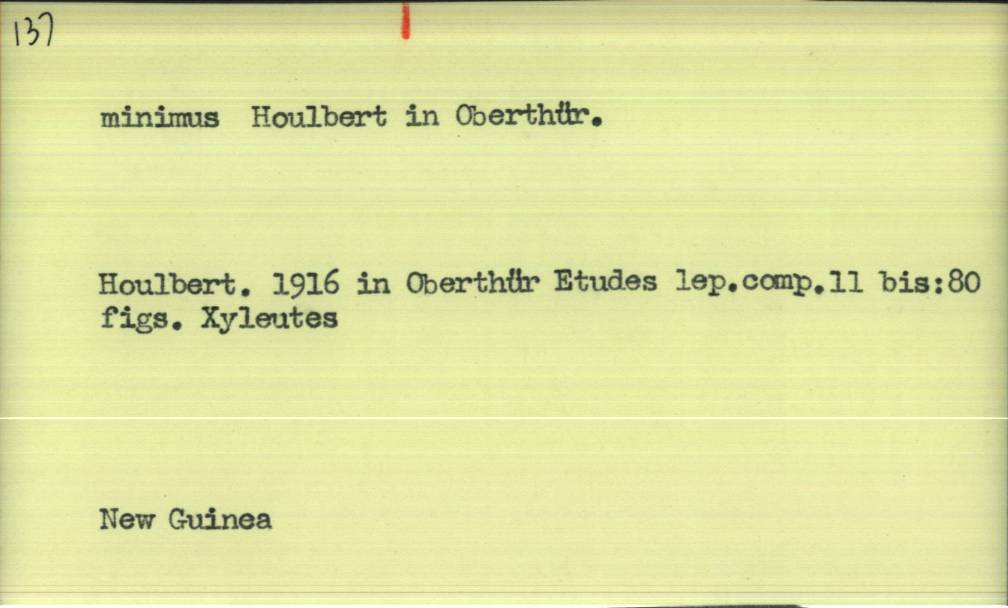 137
minimus Houlbert in Oberthür.
Houlbert. 1916 in Oberthür Etudes lep.comp.11 bis:80
figs. Xyleutes
New Guinea